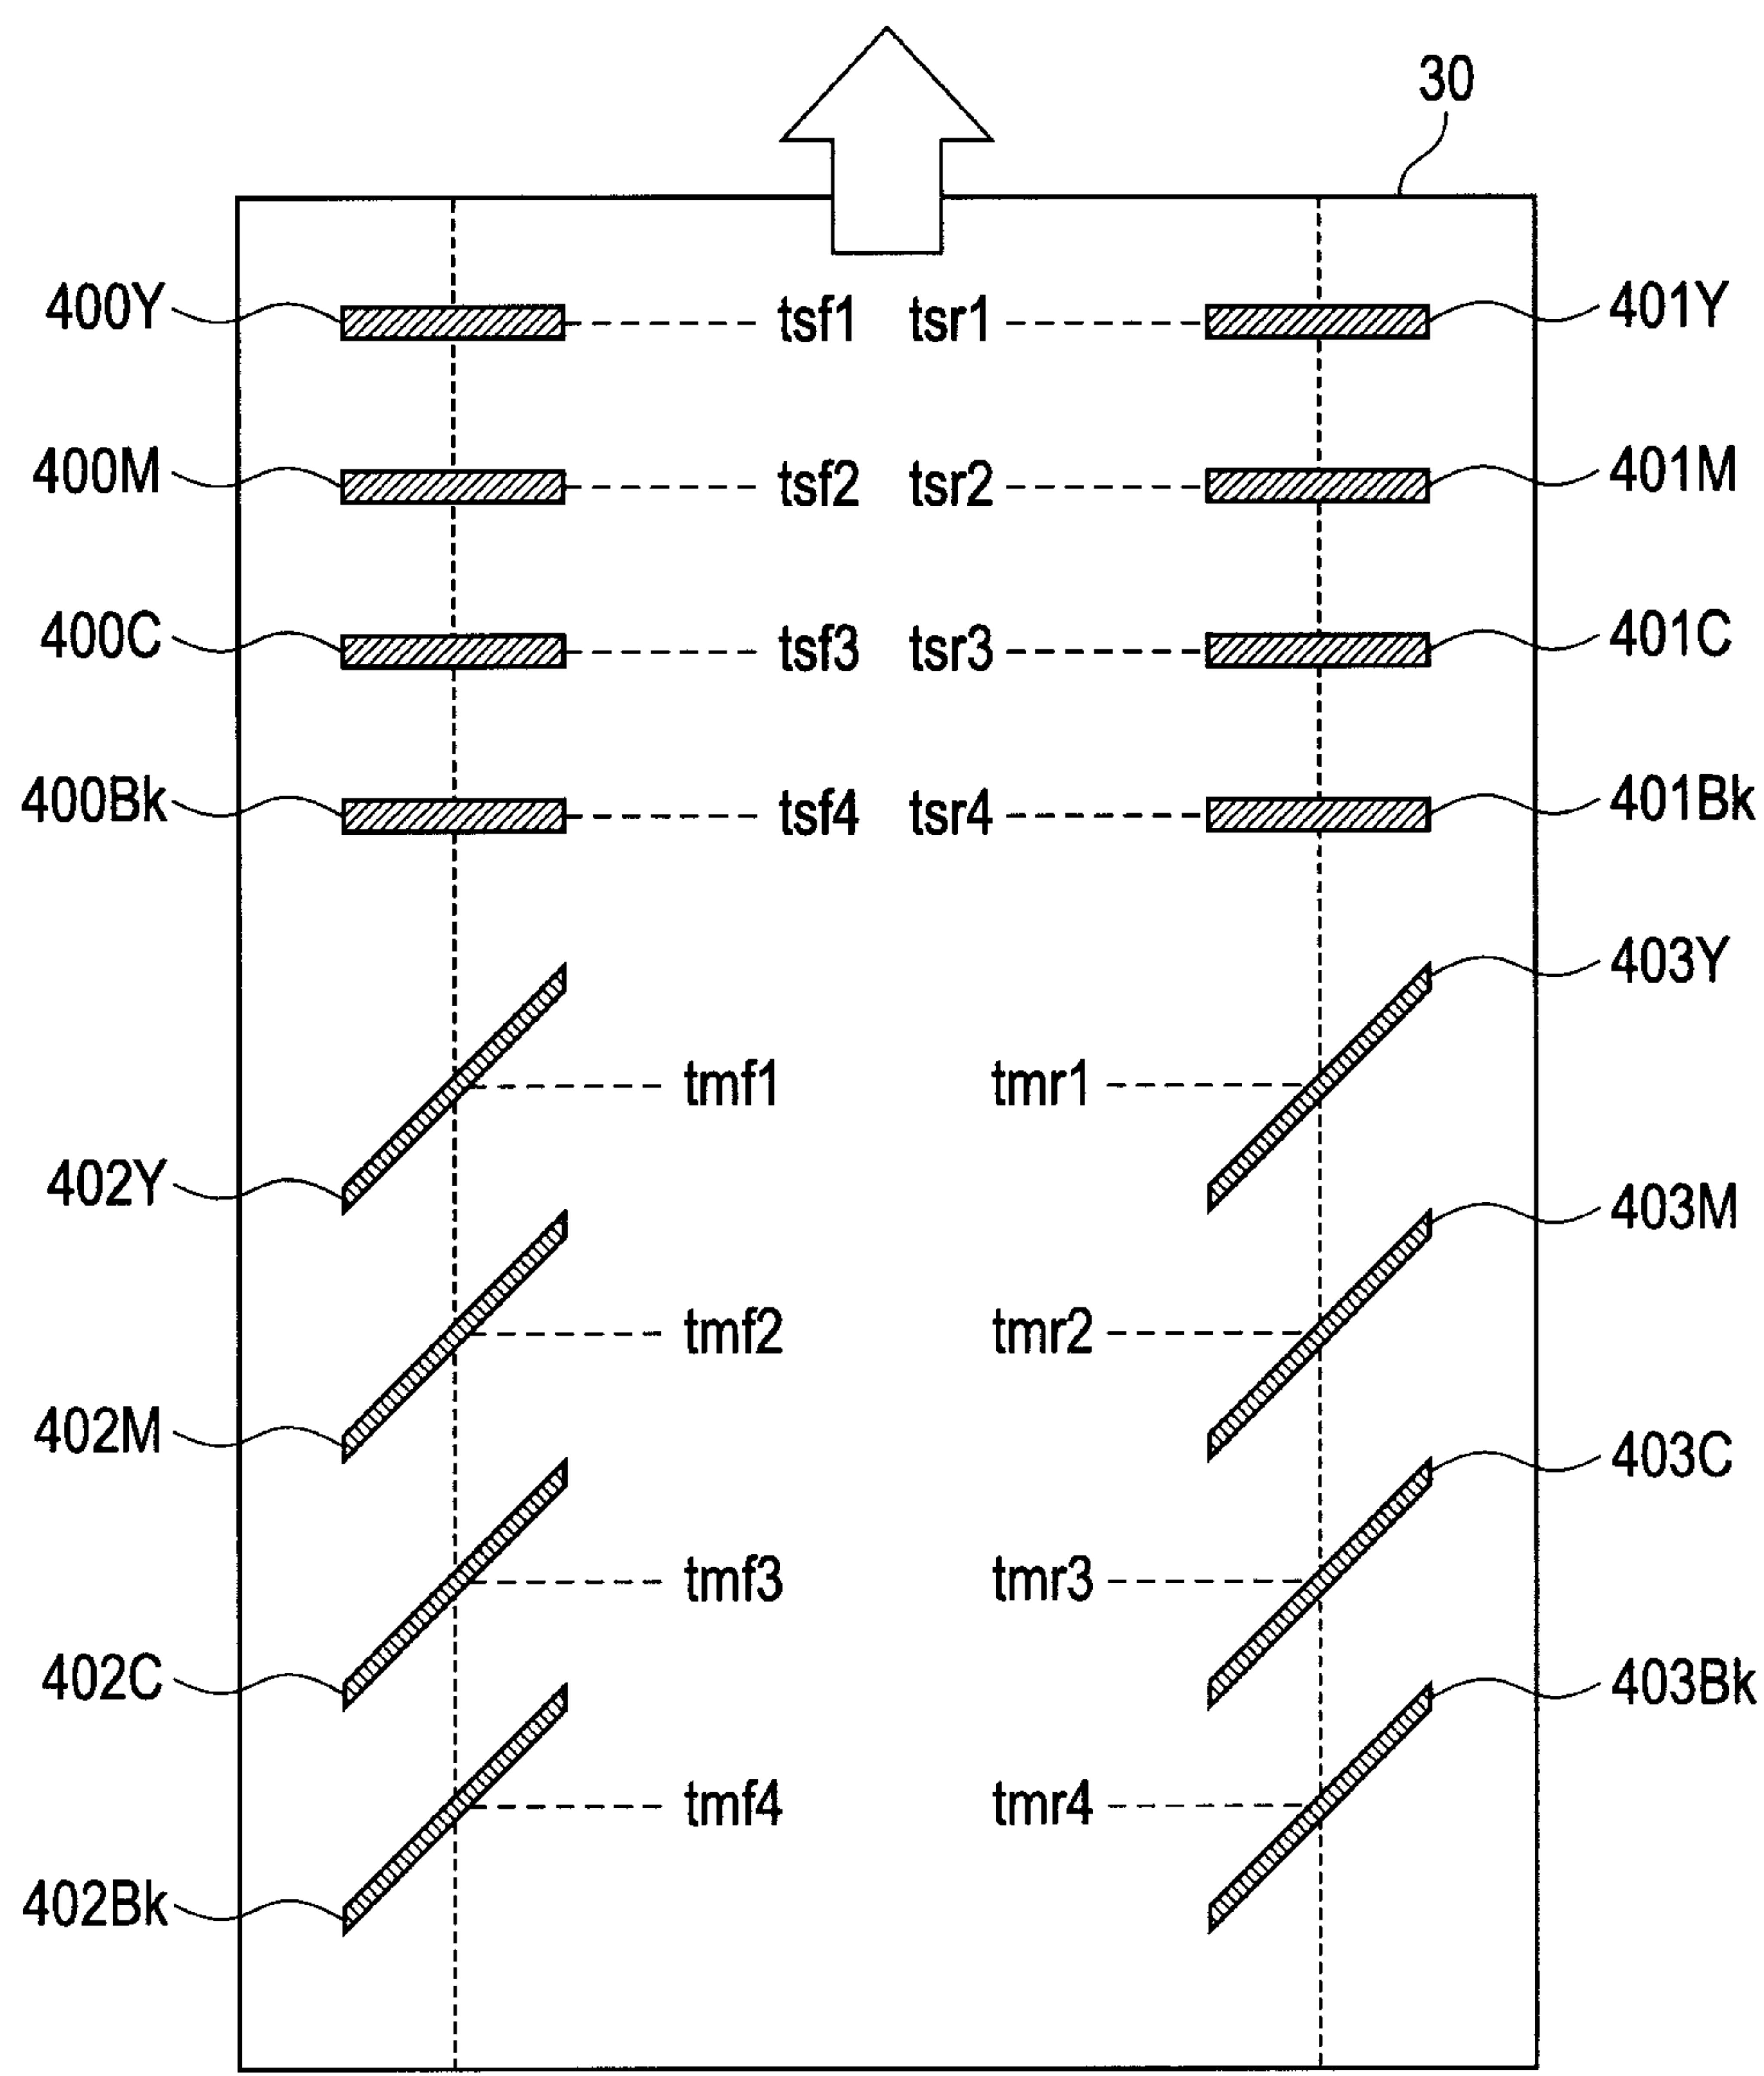 30
400Y tsf1 tsr1 401Y
400M tsf2 tsr2 401M
400C tsf3 tsr3 401C
400Bk tsf4 tsr4 401Bk
403Y
tmf1 tmr1
402Y
403M
tmf2 tmr2
402M
403C
tmf3 tmr3
402C
403Bk
tmf4 tmr4
402Bk